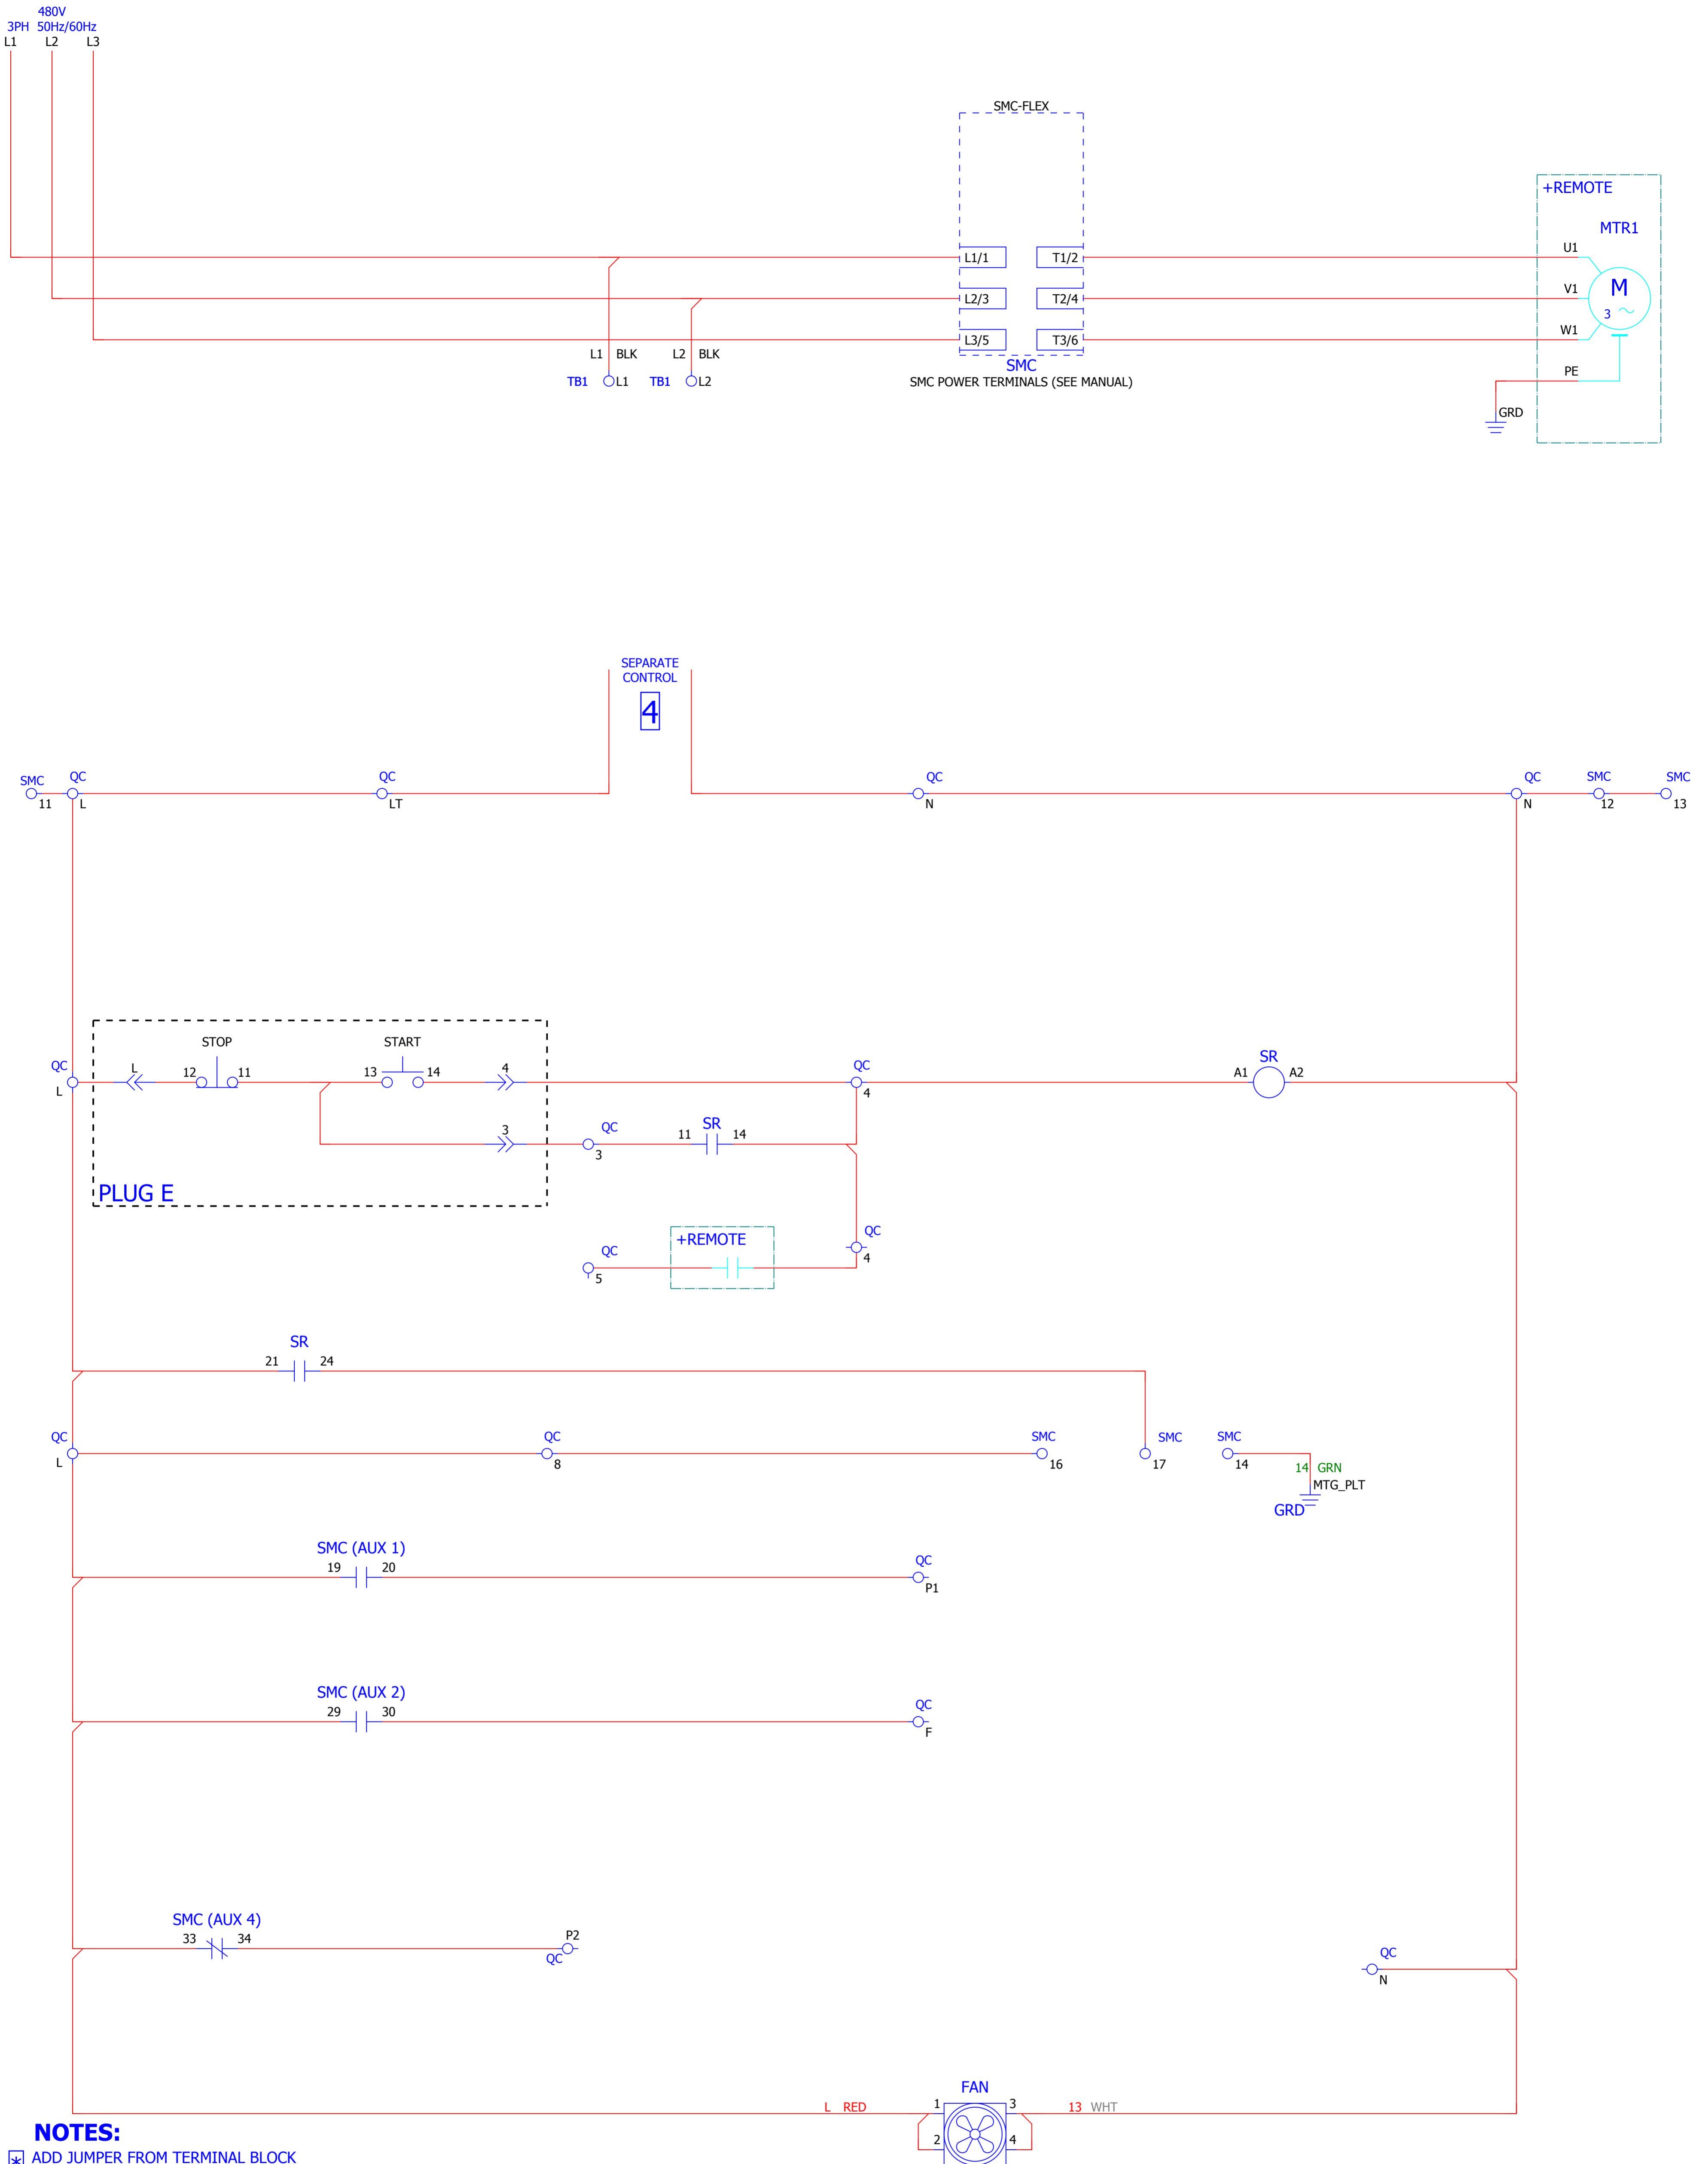 480V
3PH 50Hz/60Hz
L1 L2 L3
SMC-FLEX
+REMOTE
MTR1
U1
L1/1 T1/2
M
V1
L2/3 T2/4
3
W1
L3/5 T3/6
L1 BLK L2 BLK
SMC
PE
TB1 L1 TB1 L2
SMC POWER TERMINALS (SEE MANUAL)
GRD
SEPARATE
CONTROL
4
SMC QC QC QC QC SMC SMC
11 L LT N N 12 13
STOP START
SR
QC L 4 QC
12 11 13 14 A1 A2
L 4
3 QC SR
11 14
3
PLUG E
QC
+REMOTE
QC 4
5
SR
21 24
QC QC SMC SMC SMC
L 8 16 17 14
14 GRN
MTG_PLT
GRD
SMC (AUX 1)
19 20 QC
P1
SMC (AUX 2)
29 30 QC
F
SMC (AUX 4)
33 34 P2
QC QC
N
FAN
L RED 1 3 13 WHT
NOTES:
2 4
* ADD JUMPER FROM TERMINAL BLOCK